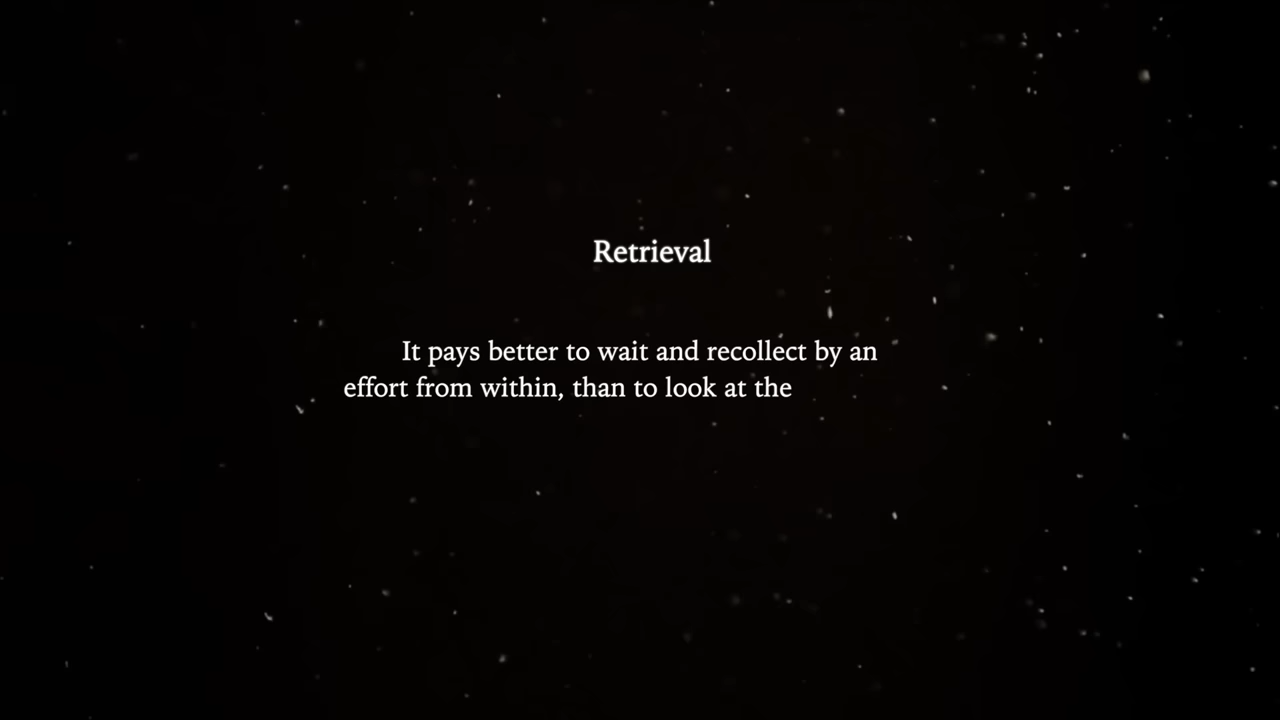 Retrieval
It pays better to wait and recollect by an
effort from within, than to look at the